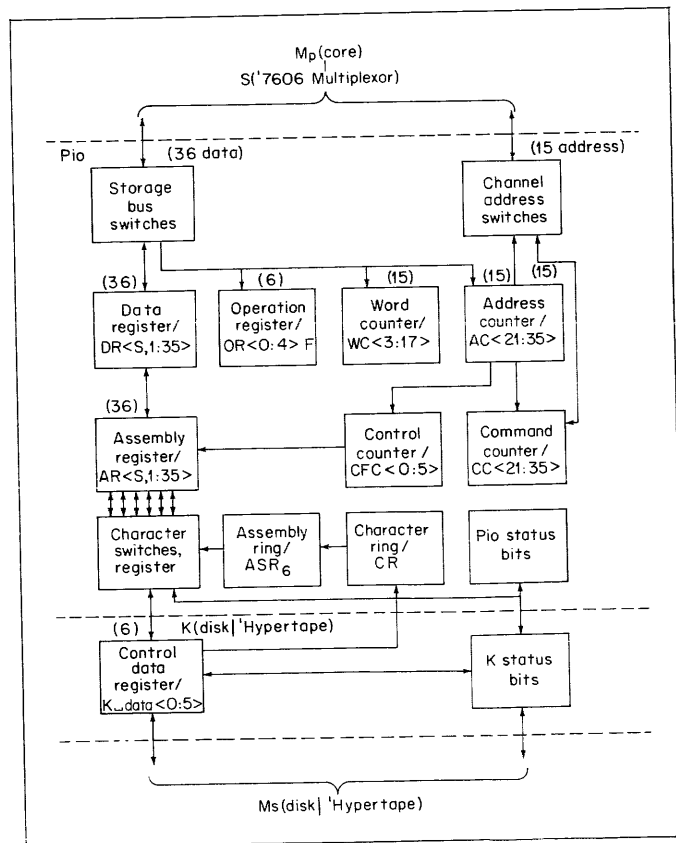 Mp(core)
S('7606 Multiplexor)
Pio
(36 data)
(15 address)
Storage
bus
switches
Channel
address
switches
(36)
(6)
(15)
(15)
(15)
Data
register/
DR<S,1:35>
Operation
register/
OR<0:4> F
Word
counter/
WC<3:17>
Address
counter/
AC<21:35>
(36)
Assembly
register/
AR<S,1:35>
Control
counter/
CFC<0:5>
Command
counter/
CC<21:35>
Character
switches,
register
Assembly
ring/
ASR6
Character
ring/
CR
Pio status
bits
(6)
K(disk|'Hypertape)
Control
data
register/
K␣data<0:5>
K status
bits
Ms(disk|'Hypertape)